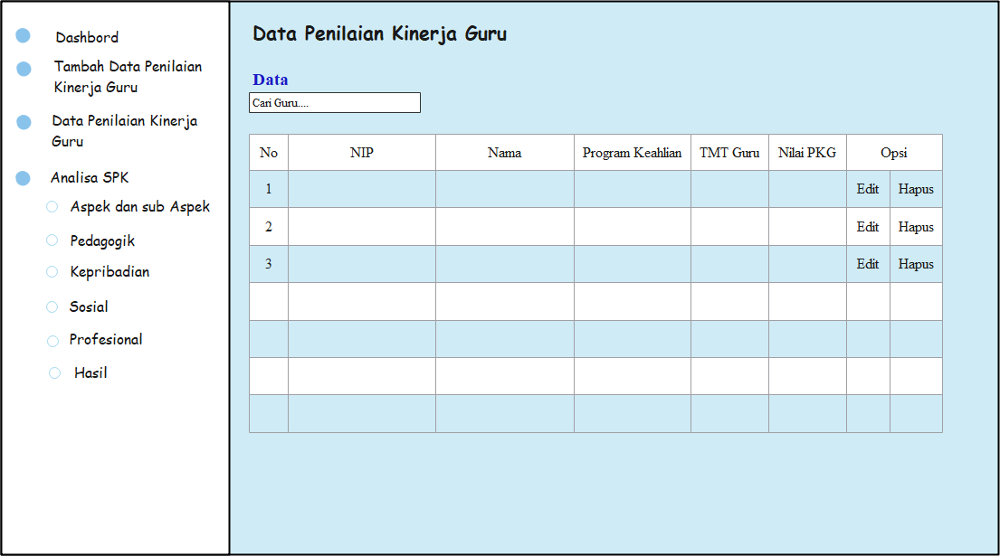 Dashbord
Tambah Data Penilaian
Kinerja Guru
Data Penilaian Kinerja
Guru
Analisa SPK
Aspek dan sub Aspek
Pedagogik
Kepribadian
Sosial
Profesional
Hasil
Data Penilaian Kinerja Guru
Data
Cari Guru....
No NIP Nama Program Keahlian TMT Guru Nilai PKG Opsi
1 Edit Hapus
2 Edit Hapus
3 Edit Hapus